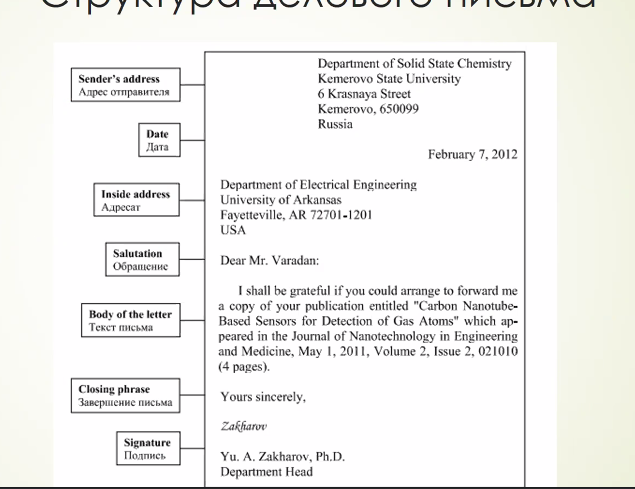 Структура делового письма
Sender's address
Адрес отправителя
Department of Solid State Chemistry
Kemerovo State University
6 Krasnaya Street
Kemerovo, 650099
Russia
Date
Дата
February 7, 2012
Inside address
Адресат
Department of Electrical Engineering
University of Arkansas
Fayetteville, AR 72701-1201
USA
Salutation
Обращение
Dear Mr. Varadan:
Body of the letter
Текст письма
I shall be grateful if you could arrange to forward me
a copy of your publication entitled "Carbon Nanotube-
Based Sensors for Detection of Gas Atoms" which ap-
peared in the Journal of Nanotechnology in Engineering
and Medicine, May 1, 2011, Volume 2, Issue 2, 021010
(4 pages).
Closing phrase
Завершение письма
Yours sincerely,
Zakharov
Signature
Подпись
Yu. A. Zakharov, Ph.D.
Department Head